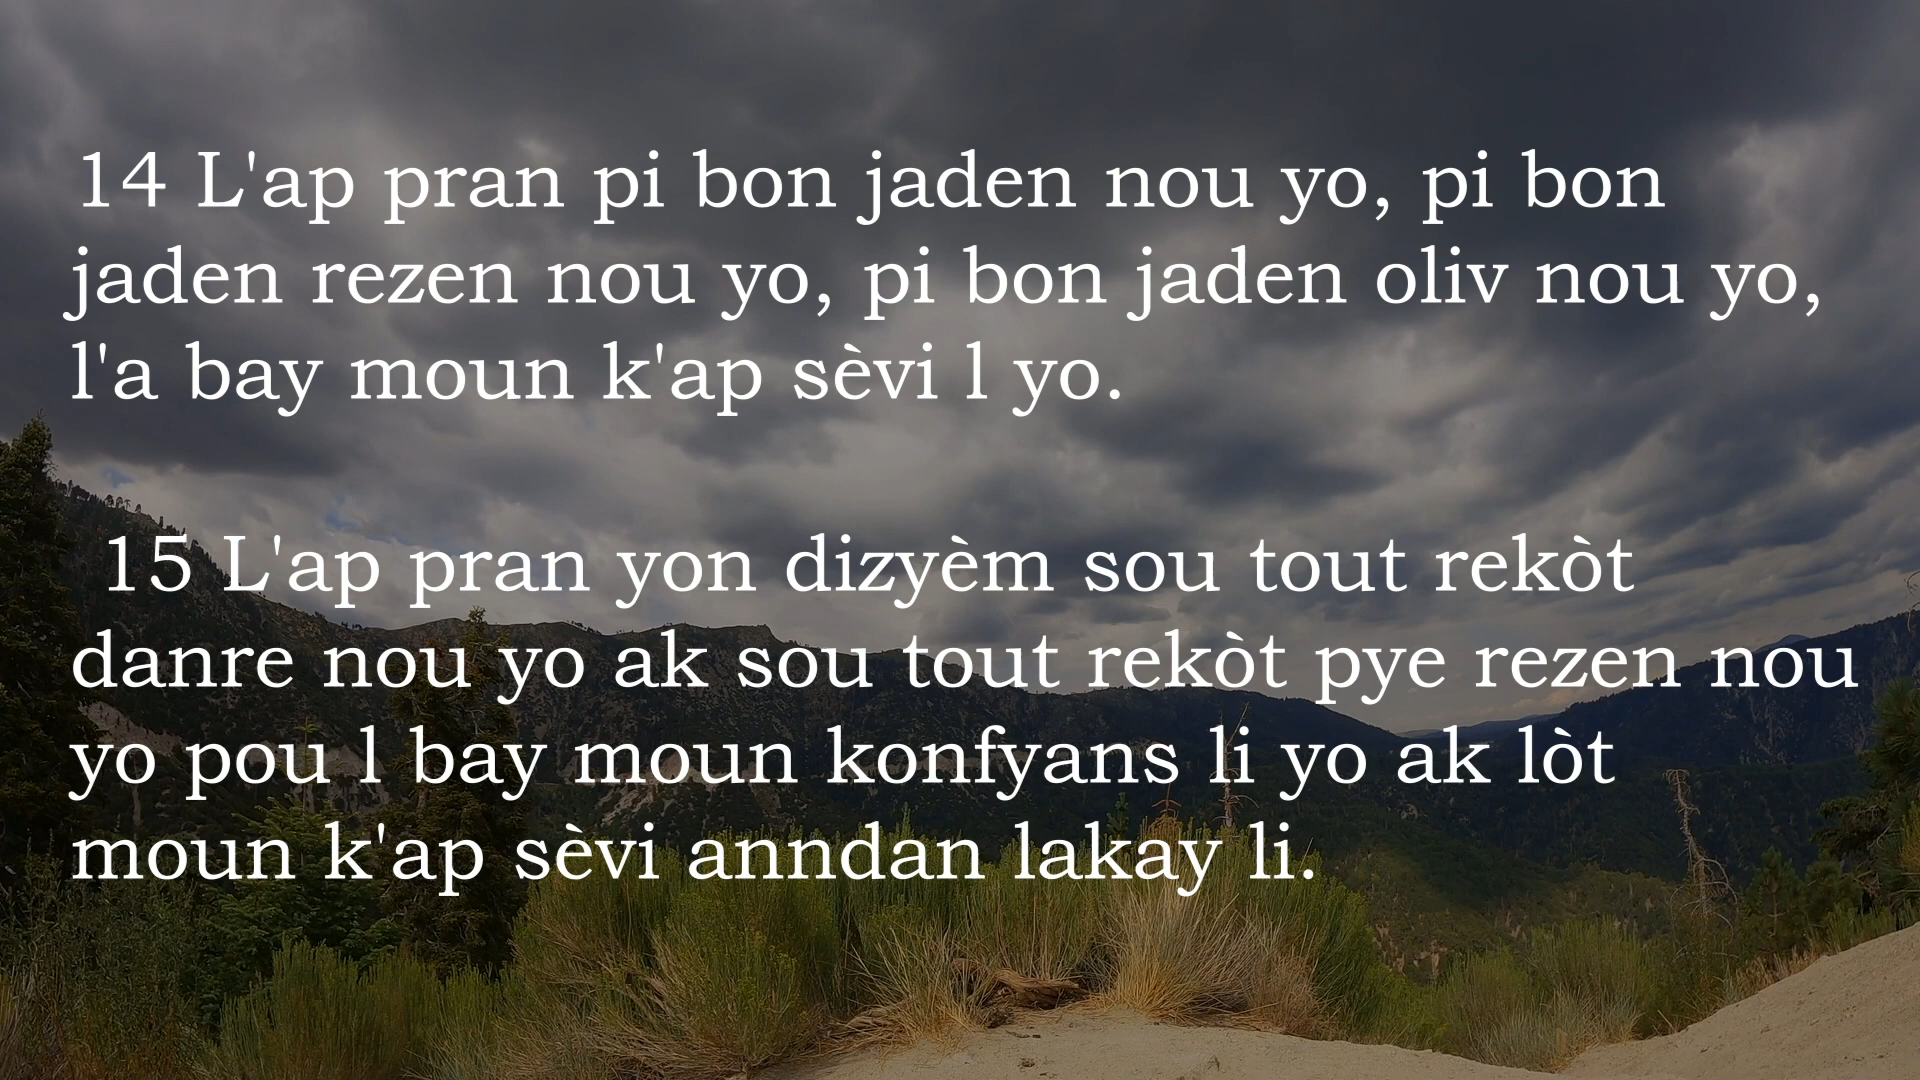 14 L'ap pran pi bon jaden nou yo, pi bon
jaden rezen nou yo, pi bon jaden oliv nou yo,
l'a bay moun k'ap sèvi l yo.
15 L'ap pran yon dizyèm sou tout rekòt
danre nou yo ak sou tout rekòt pye rezen nou
yo pou l bay moun konfyans li yo ak lòt
moun k'ap sèvi anndan lakay li.